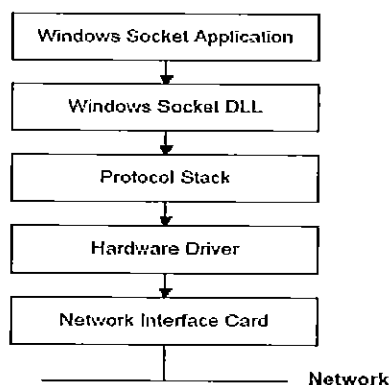 Windows Socket Application
Windows Socket DLL
Protocol Stack
Hardware Driver
Network Interface Card
Network